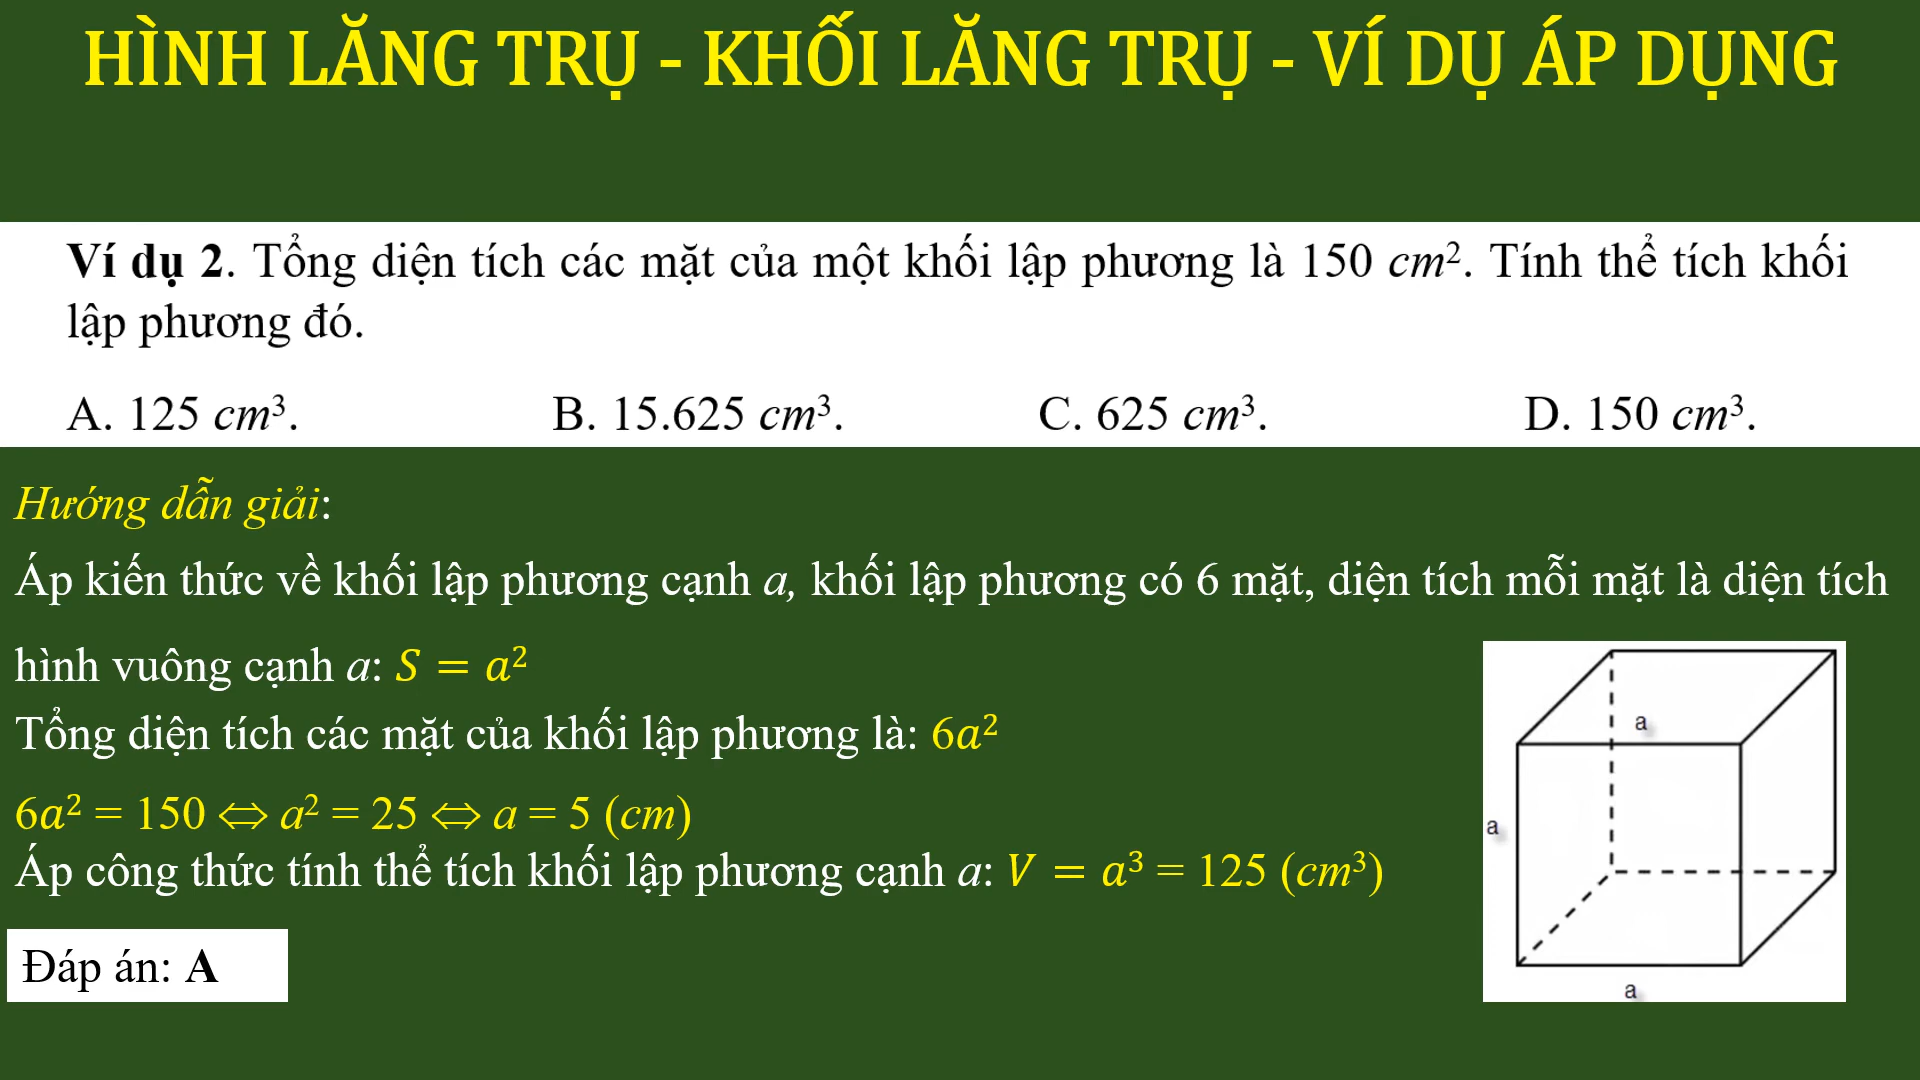 HÌNH LĂNG TRỤ - KHỐI LĂNG TRỤ - VÍ DỤ ÁP DỤNG
Ví dụ 2. Tổng diện tích các mặt của một khối lập phương là 150 cm². Tính thể tích khối
lập phương đó.
A. 125 cm³. B. 15.625 cm³. C. 625 cm³. D. 150 cm³.
Hướng dẫn giải:
Áp kiến thức về khối lập phương cạnh a, khối lập phương có 6 mặt, diện tích mỗi mặt là diện tích
hình vuông cạnh a: S = a²
Tổng diện tích các mặt của khối lập phương là: 6a²
6a² = 150 ⇔ a² = 25 ⇔ a = 5 (cm)
Áp công thức tính thể tích khối lập phương cạnh a: V = a³ = 125 (cm³)
Đáp án: A
a
a
a